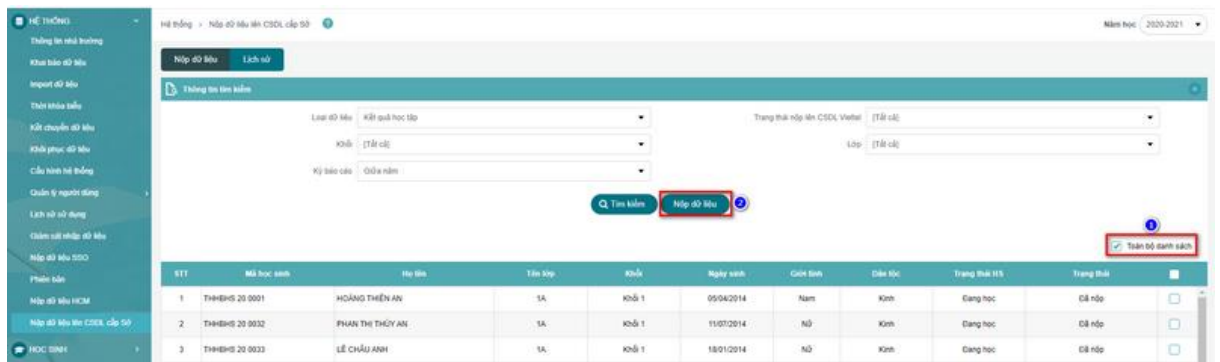 HỆ THỐNG
Hệ thống > Nộp dữ liệu lên CSDL cấp Sở
Năm học 2020-2021
Thông tin nhà trường
Khai báo dữ liệu
Import dữ liệu
Thời khóa biểu
Kết chuyển dữ liệu
Khôi phục dữ liệu
Cấu hình hệ thống
Quản lý người dùng
Lịch sử sử dụng
Giám sát nhập dữ liệu
Nộp dữ liệu SSO
Phiên bản
Nộp dữ liệu HCM
Nộp dữ liệu lên CSDL cấp Sở
HỌC SINH
Nộp dữ liệu Lịch sử
Thông tin tìm kiếm
Loại dữ liệu Kết quả học tập Trạng thái nộp lên CSDL Viettel [Tất cả]
Khối [Tất cả] Lớp [Tất cả]
Kỳ báo cáo Giữa năm
Tìm kiếm Nộp dữ liệu 2
1
Toàn bộ danh sách
STT Mã học sinh Họ tên Tên lớp Khối Ngày sinh Giới tính Dân tộc Trạng thái HS Trạng thái
1 THHBHS 20 0001 HOÀNG THIÊN AN 1A Khối 1 05/04/2014 Nam Kinh Đang học Đã nộp
2 THHBHS 20 0032 PHAN THỊ THÚY AN 1A Khối 1 11/07/2014 Nữ Kinh Đang học Đã nộp
3 THHBHS 20 0033 LÊ CHÂU ANH 1A Khối 1 18/01/2014 Nữ Kinh Đang học Đã nộp